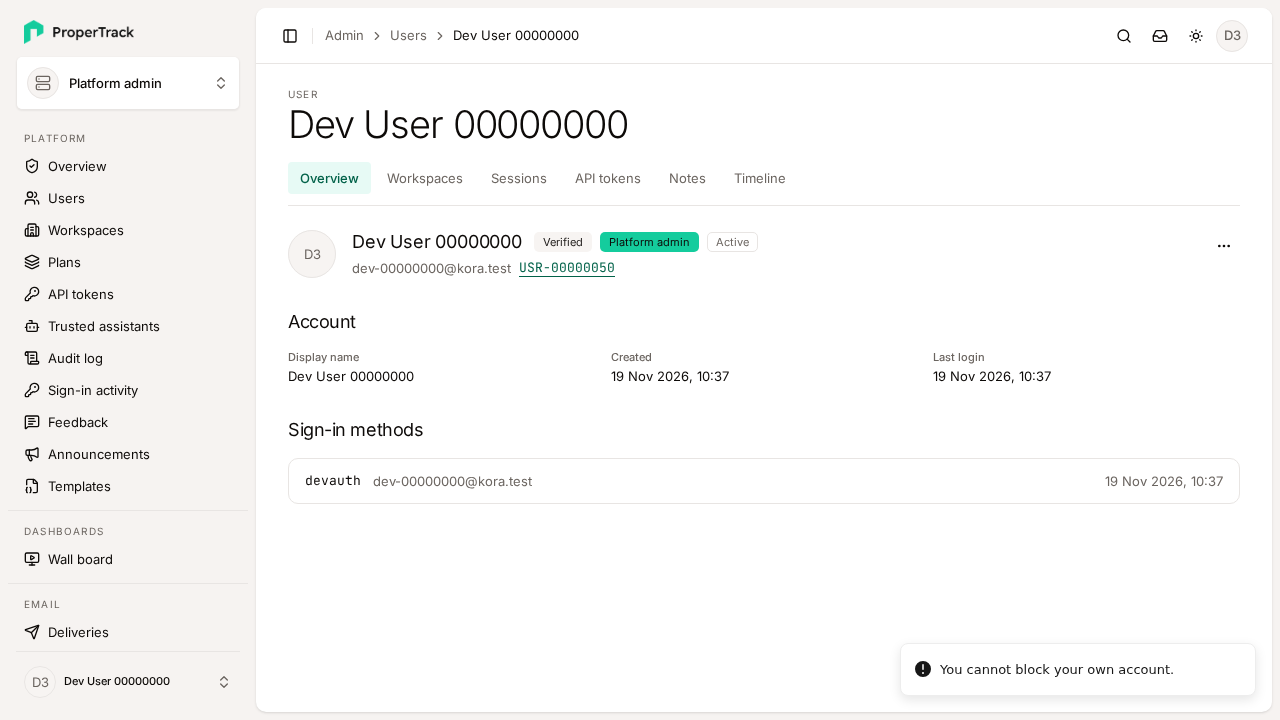 ProperTrack
Platform admin
PLATFORM
Overview
Users
Workspaces
Plans
API tokens
Trusted assistants
Audit log
Sign-in activity
Feedback
Announcements
Templates
DASHBOARDS
Wall board
EMAIL
Deliveries
D3 Dev User 00000000
Admin Users Dev User 00000000 D3
USER
Dev User 00000000
Overview Workspaces Sessions API tokens Notes Timeline
D3 Dev User 00000000 Verified Platform admin Active
dev-00000000@kora.test USR-00000050
Account
Display name Created Last login
Dev User 00000000 19 Nov 2026, 10:37 19 Nov 2026, 10:37
Sign-in methods
devauth dev-00000000@kora.test 19 Nov 2026, 10:37
You cannot block your own account.